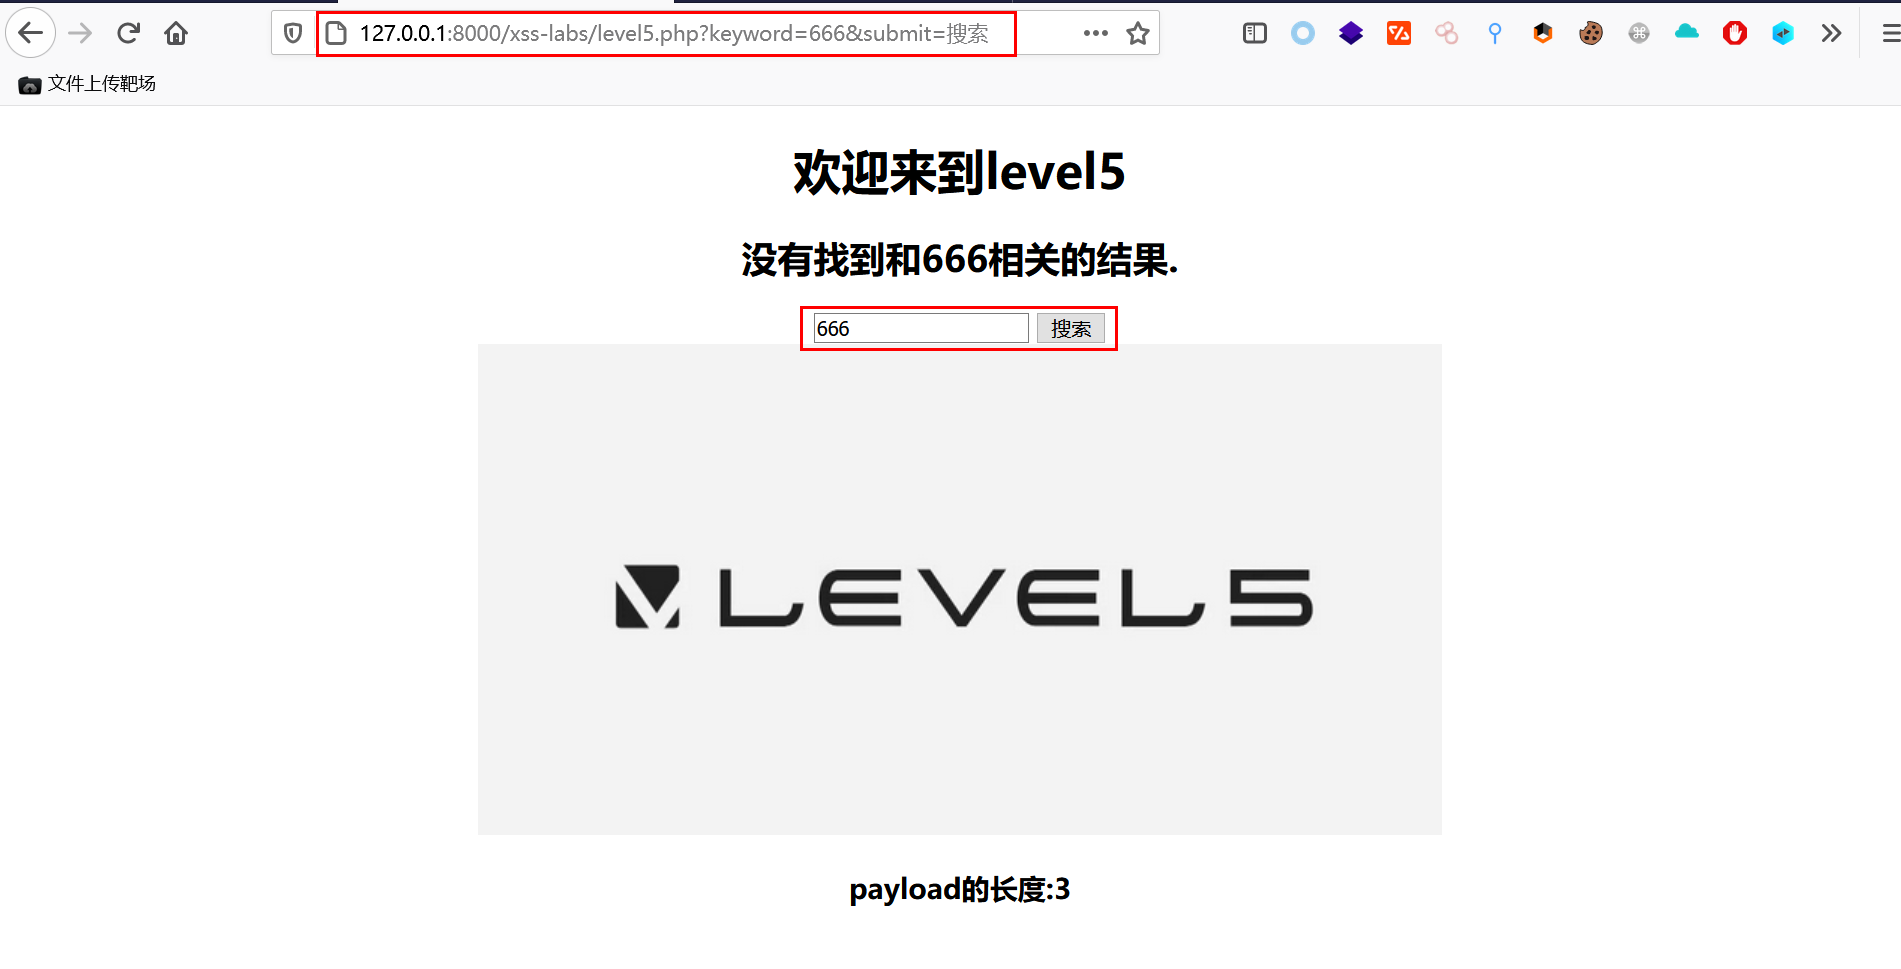 127.0.0.1:8000/xss-labs/level5.php?keyword=666&submit=搜索
文件上传靶场
欢迎来到level5
没有找到和666相关的结果.
666 搜索
LEVEL5
payload的长度:3